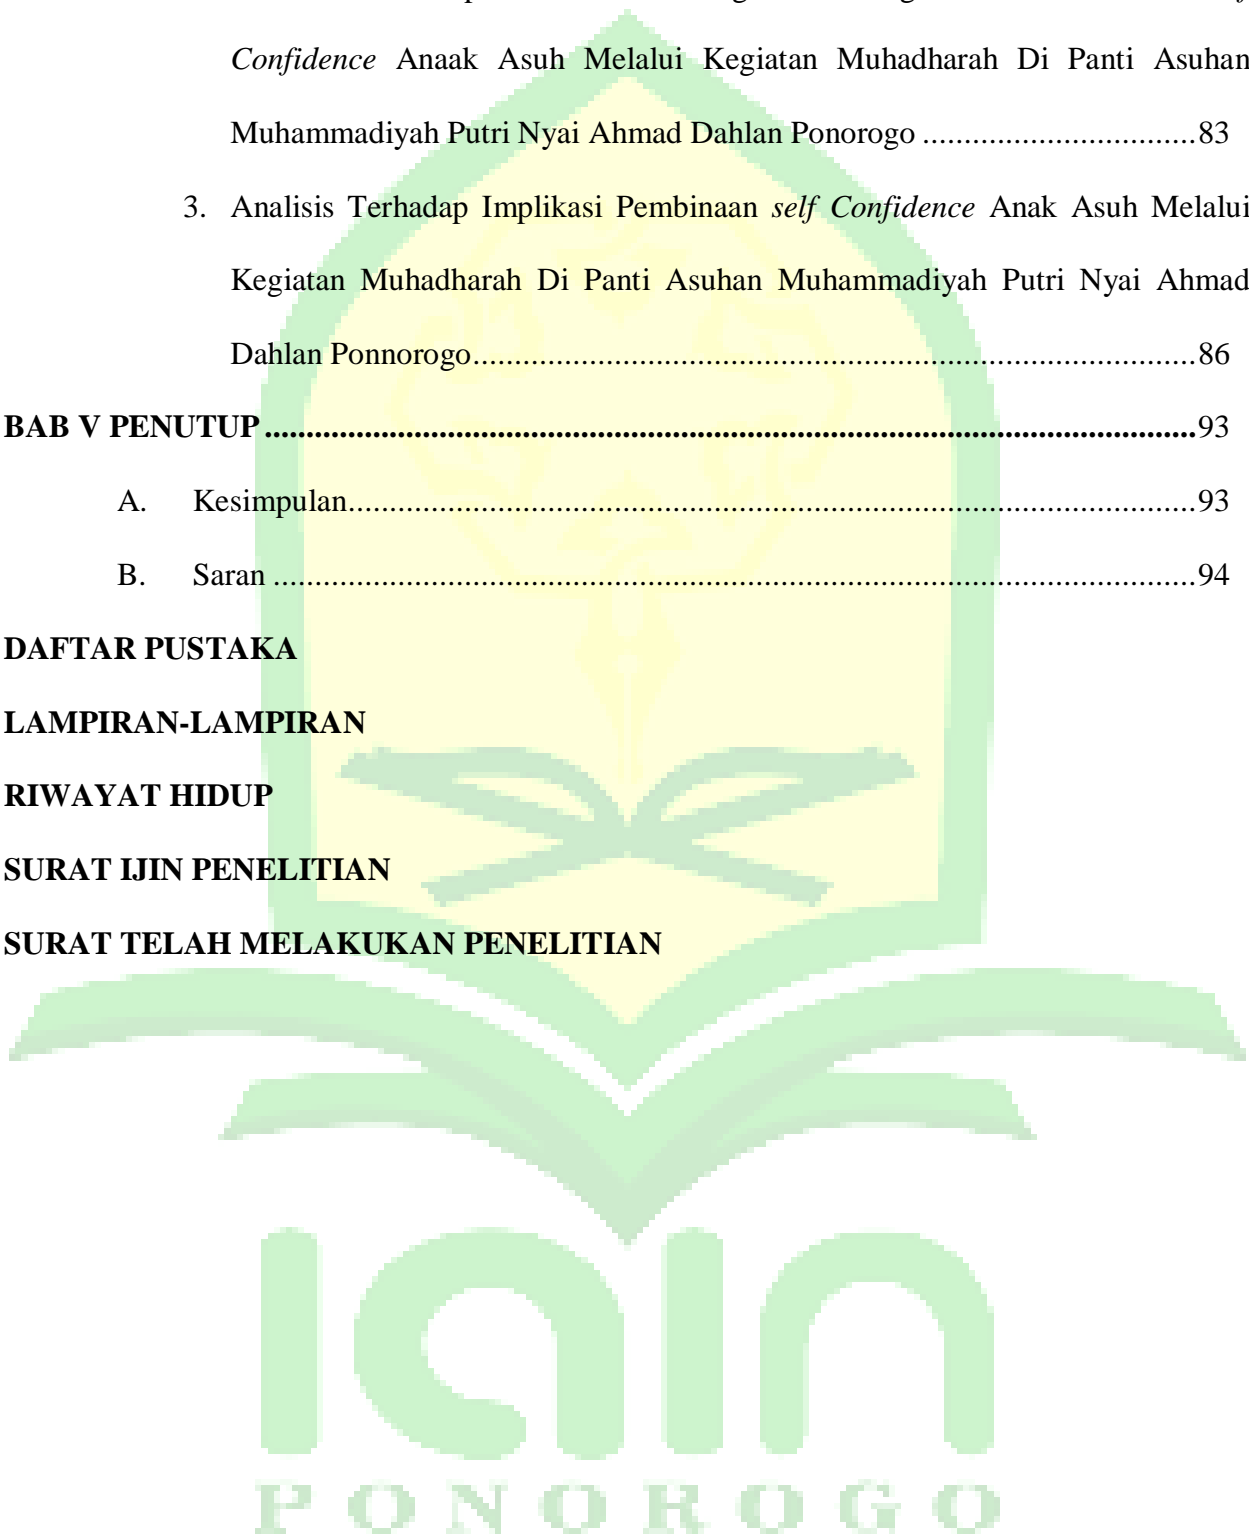 Confidence Anaak Asuh Melalui Kegiatan Muhadharah Di Panti Asuhan
Muhammadiyah Putri Nyai Ahmad Dahlan Ponorogo ................................83
3. Analisis Terhadap Implikasi Pembinaan self Confidence Anak Asuh Melalui
Kegiatan Muhadharah Di Panti Asuhan Muhammadiyah Putri Nyai Ahmad
Dahlan Ponnorogo......................................................................................86
BAB V PENUTUP ...............................................................................................................93
A. Kesimpulan.....................................................................................................93
B. Saran ..............................................................................................................94
DAFTAR PUSTAKA
LAMPIRAN-LAMPIRAN
RIWAYAT HIDUP
SURAT IJIN PENELITIAN
SURAT TELAH MELAKUKAN PENELITIAN
iain
PONOROGO